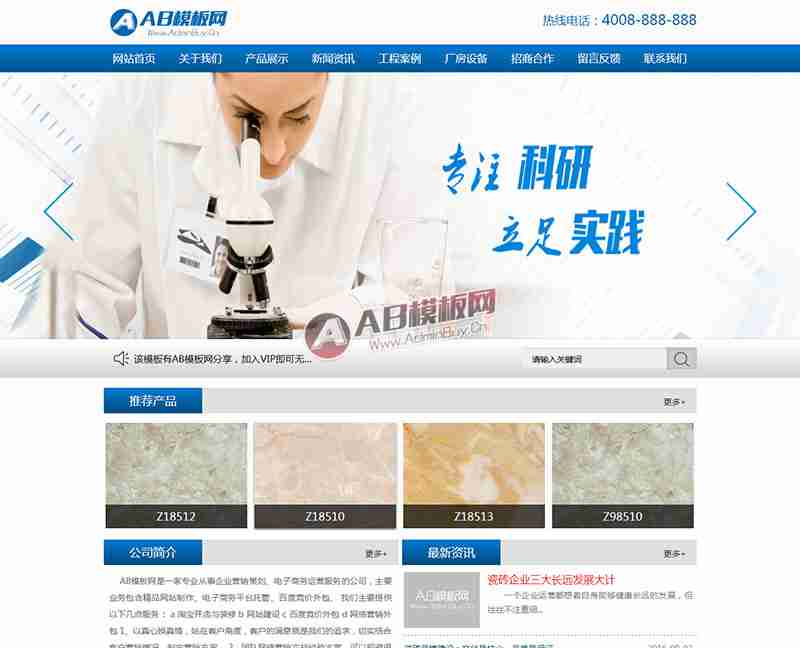 AB模板网
Www.AdminBuy.Cn
热线电话：4008-888-888
网站首页 关于我们 产品展示 新闻资讯 工程案例 厂房设备 招商合作 留言反馈 联系我们
专注 科研
立足 实践
AB模板网
Www.AdminBuy.Cn
该模板有AB模板网分享，加入VIP即可无...
请输入关键词
推荐产品 更多+
Z18512 Z18510 Z18513 Z98510
公司简介 更多+ 最新资讯 更多+
AB模板网是一家专业从事企业营销策划、电子商务运营服务的公司，主要
业务包含精品网站制作、电子商务平台托管、百度竞价外包。 我们主要提供
以下几点服务： a 淘宝开店与装修 b 网站建设 c 百度竞价外包 d 网络营销外
包 1、以真心换真情，站在客户角度，客户的满意就是我们的追求，切实结合
AB模板网
瓷砖企业三大长远发展大计
一个企业运营都想着自身能够健康长远的发展，但
往往不注重细...